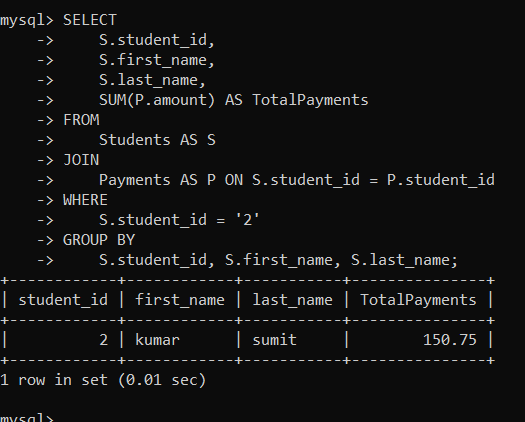 mysql> SELECT
    ->     S.student_id,
    ->     S.first_name,
    ->     S.last_name,
    ->     SUM(P.amount) AS TotalPayments
    -> FROM
    ->     Students AS S
    -> JOIN
    ->     Payments AS P ON S.student_id = P.student_id
    -> WHERE
    ->     S.student_id = '2'
    -> GROUP BY
    ->     S.student_id, S.first_name, S.last_name;
+------------+------------+-----------+---------------+
| student_id | first_name | last_name | TotalPayments |
+------------+------------+-----------+---------------+
|          2 | kumar      | sumit     |        150.75 |
+------------+------------+-----------+---------------+
1 row in set (0.01 sec)
mysql>